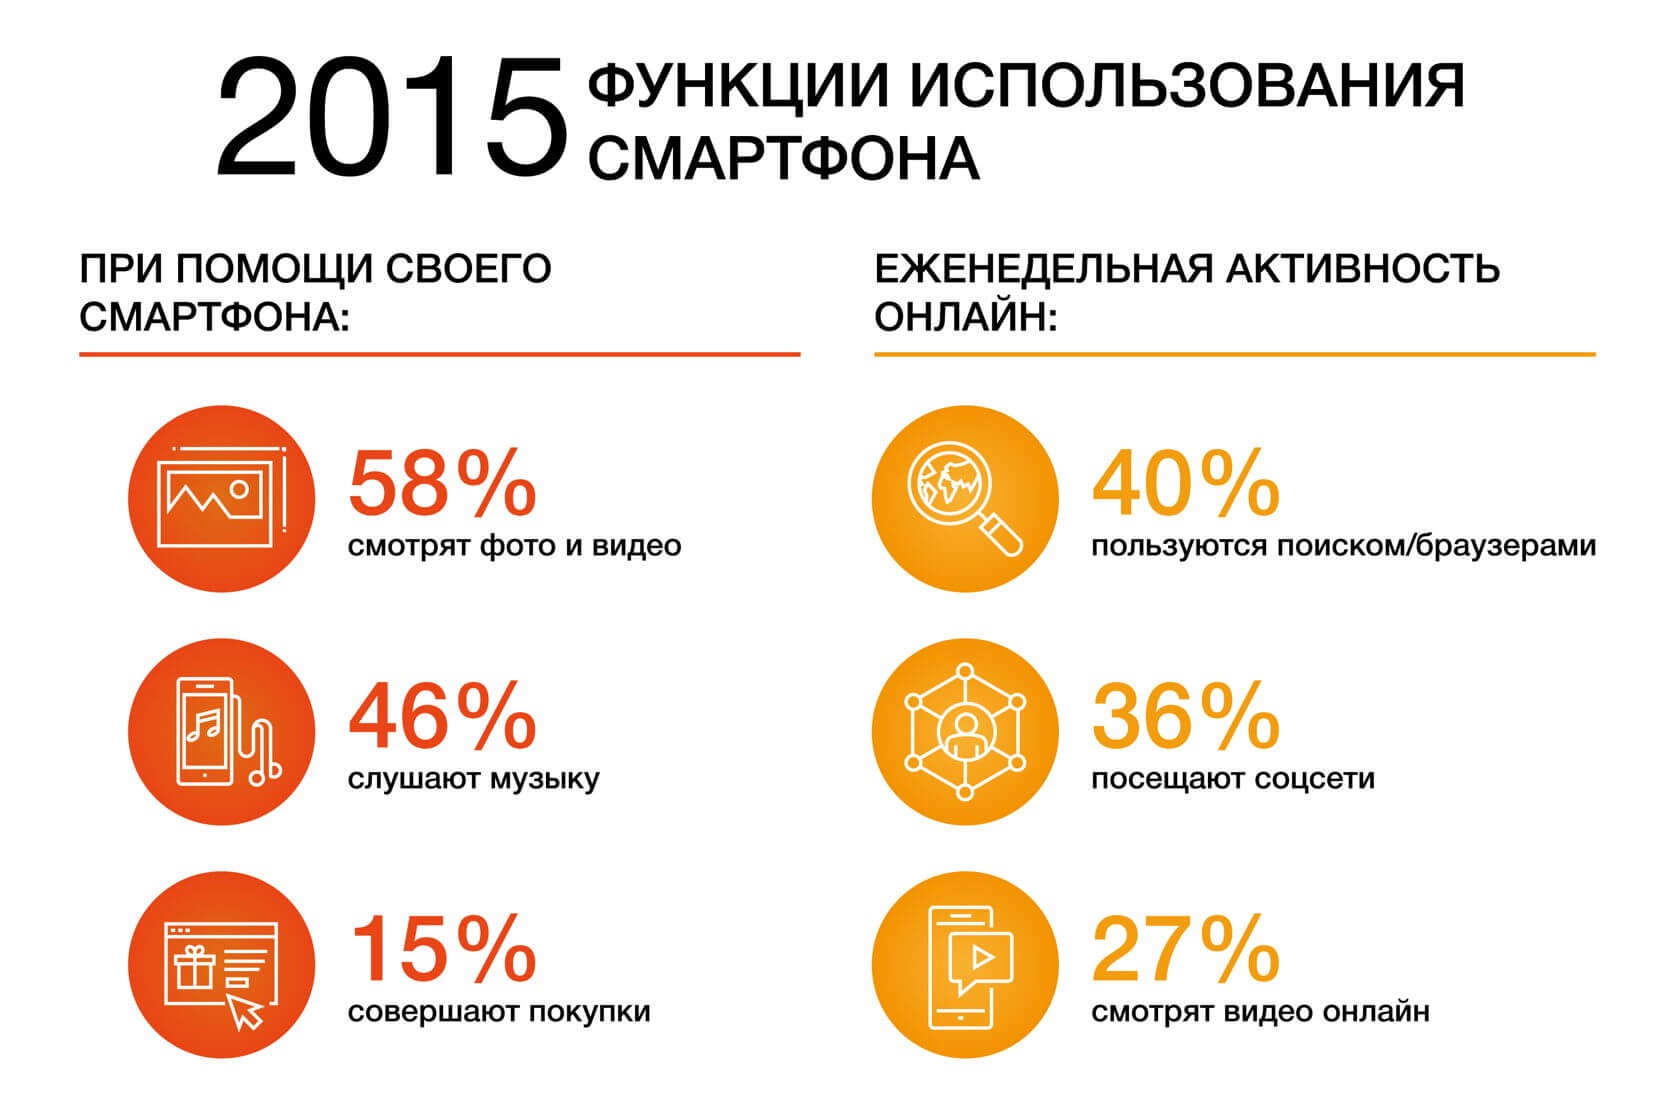 2015 ФУНКЦИИ ИСПОЛЬЗОВАНИЯ
СМАРТФОНА
ПРИ ПОМОЩИ СВОЕГО
СМАРТФОНА:
58%
смотрят фото и видео
46%
слушают музыку
15%
совершают покупки
ЕЖЕНЕДЕЛЬНАЯ АКТИВНОСТЬ
ОНЛАЙН:
40%
пользуются поиском/браузерами
36%
посещают соцсети
27%
смотрят видео онлайн